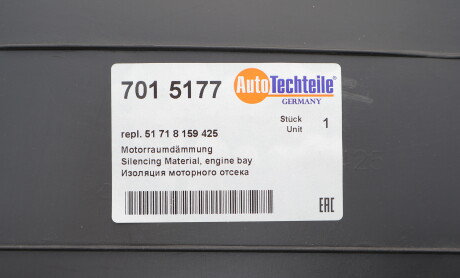 701 5177
AutoTechteile®
GERMANY
repl. 51 71 8 159 425
Stück
Unit 1
Motorraumdämmung
Silencing Material, engine bay
Изоляция моторного отсека
EAC